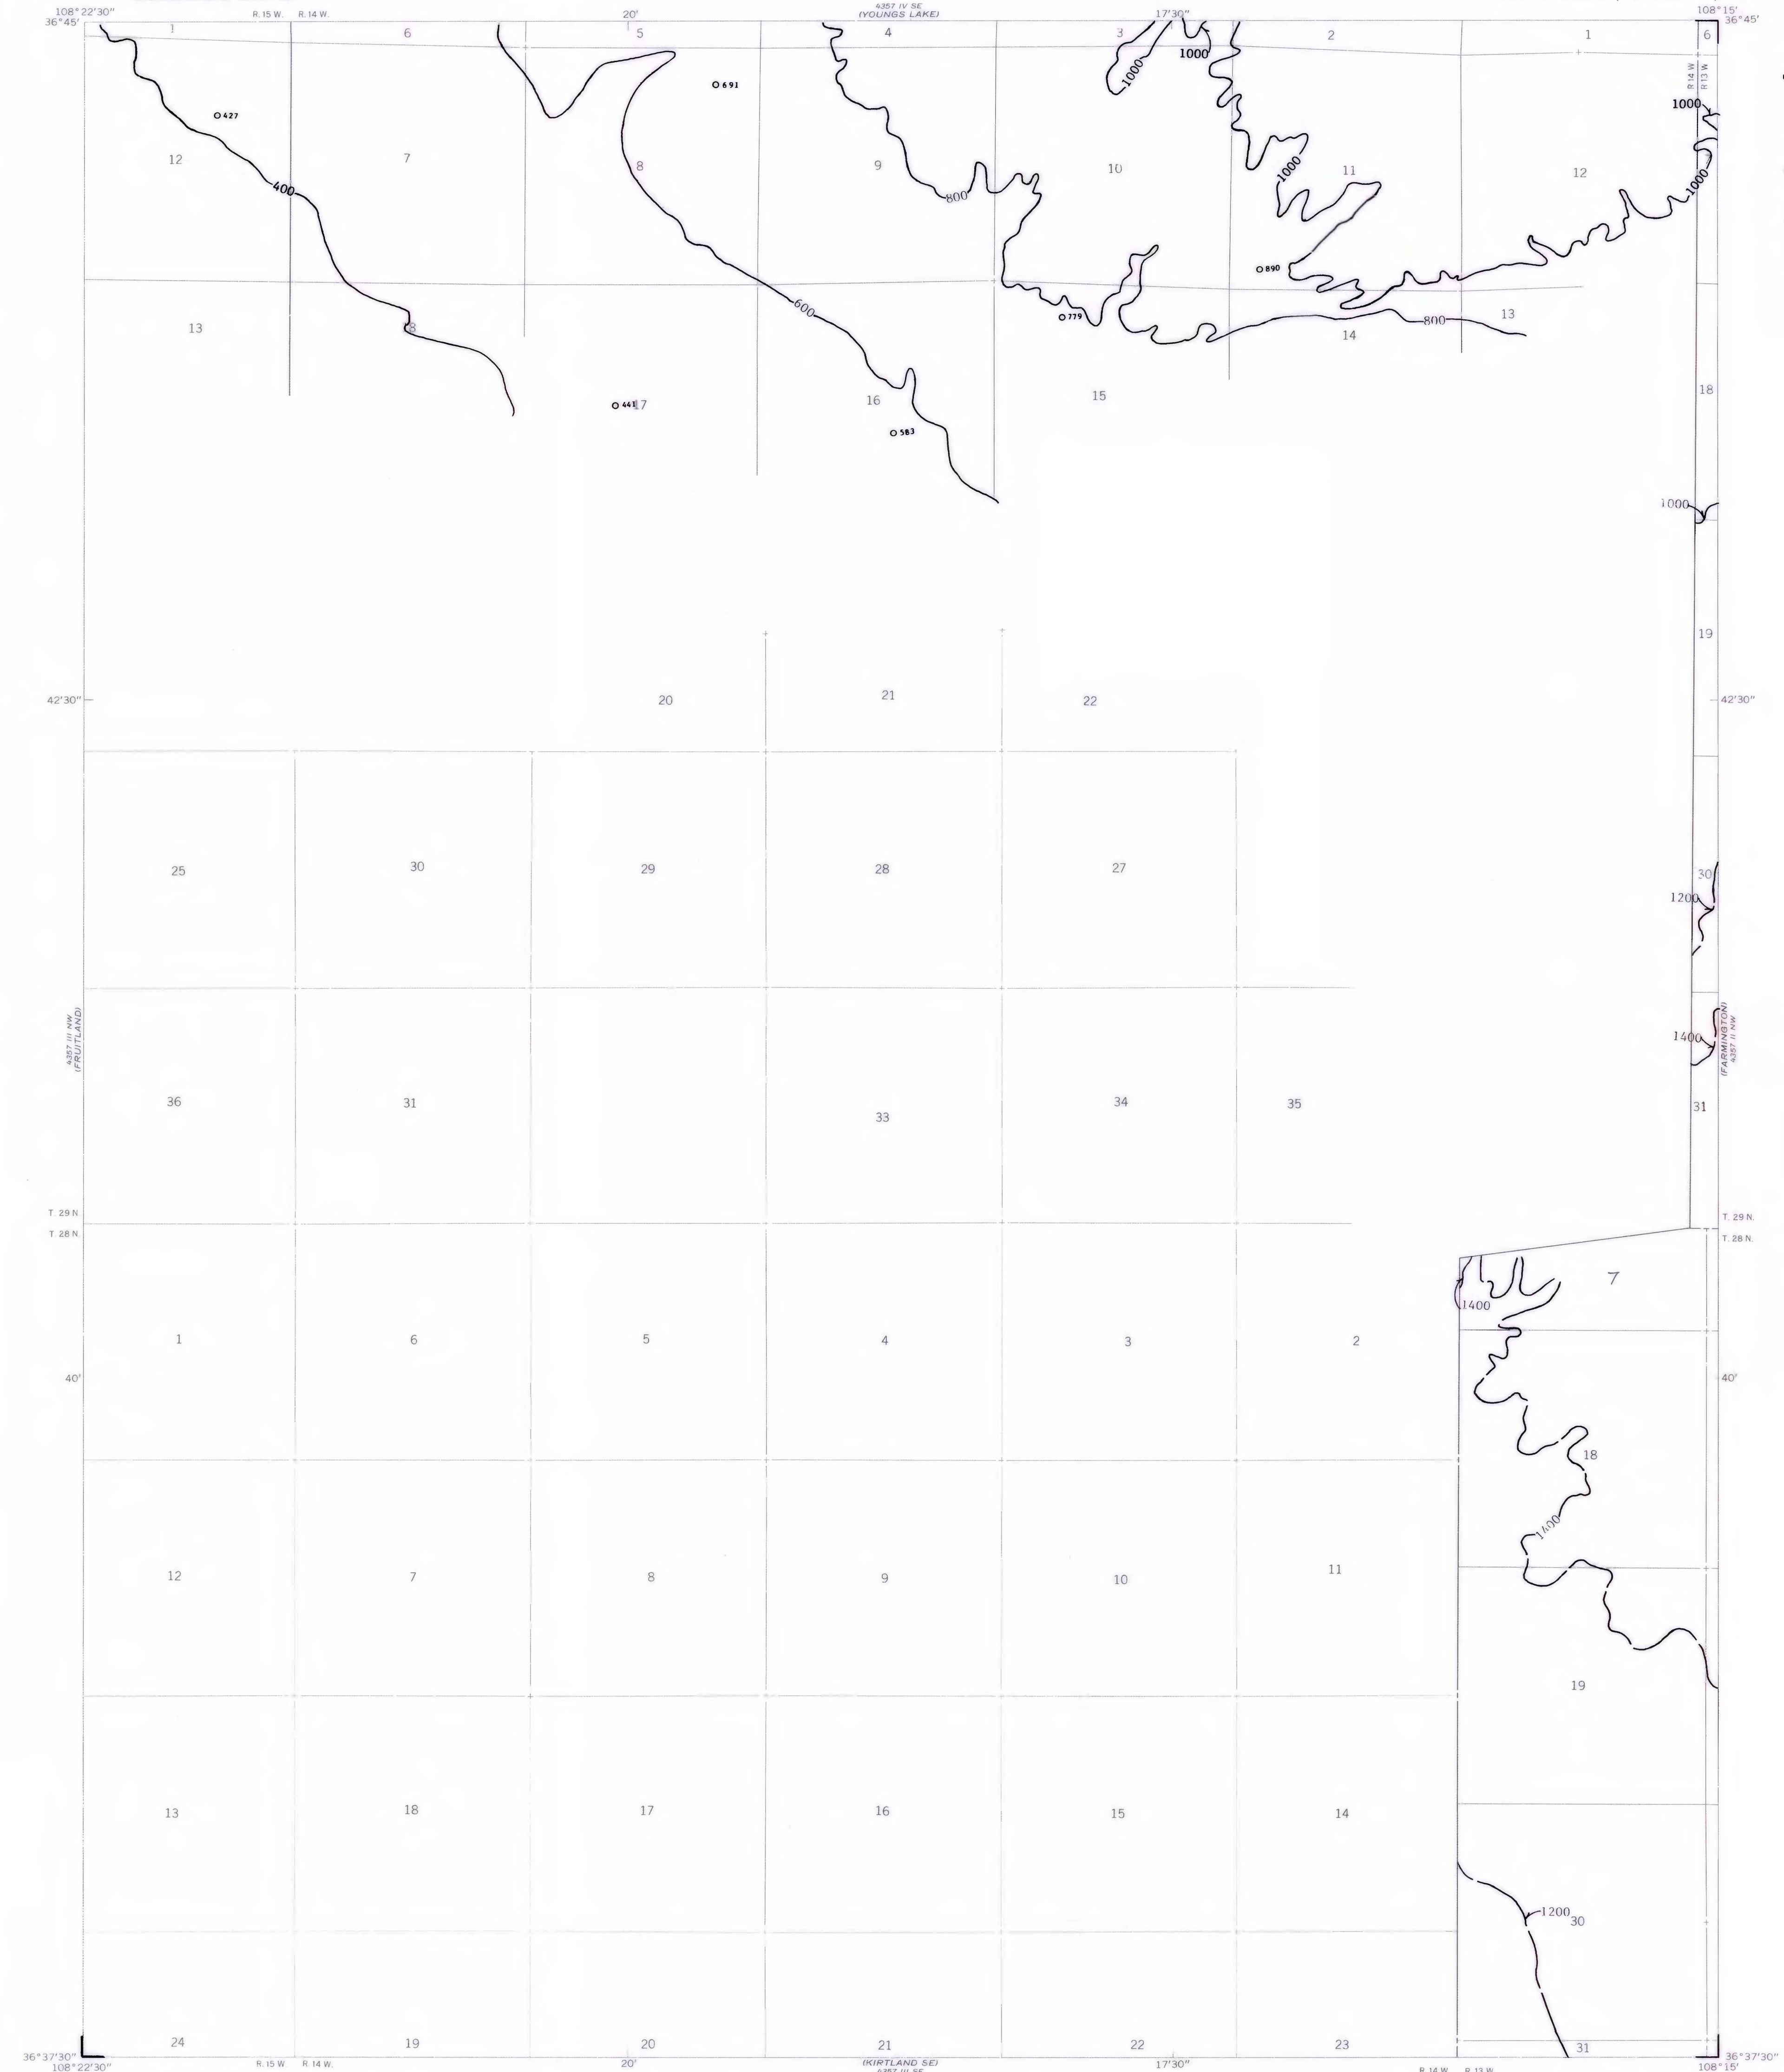 108°22'30" R. 15 W. R. 14 W. 20' 4357 IV SE 17'30" 108°15'
(YOUNGS LAKE)
36°45' 36°45'
1 6 5 4 3 2 1 6
1000
1000
R 14 W
R 13 W
691
1000
427
12 7 8 9 10 11 12
1000
1000
400
800
890
600
779
13 8 14 13
800
16 15 18
441 17
583
1000
19
42'30" 20 21 22 42'30"
25 30 29 28 27 30
1200
4357 III NW
(FRUITLAND)
(FARMINGTON)
4357 II NW
1400
36 31 33 34 35 31
T. 29 N T. 29 N.
T. 28 N. T. 28 N.
7
1400
1 6 5 4 3 2
40' 40'
18
1400
12 7 8 9 10 11
19
13 18 17 16 15 14
1200
30
24 19 20 21 22 23 31
36°37'30" 36°37'30"
108°22'30" R. 15 W R. 14 W. 20' (KIRTLAND SE) 17'30" R 14 W R 13 W 108°15'
4357 III SE